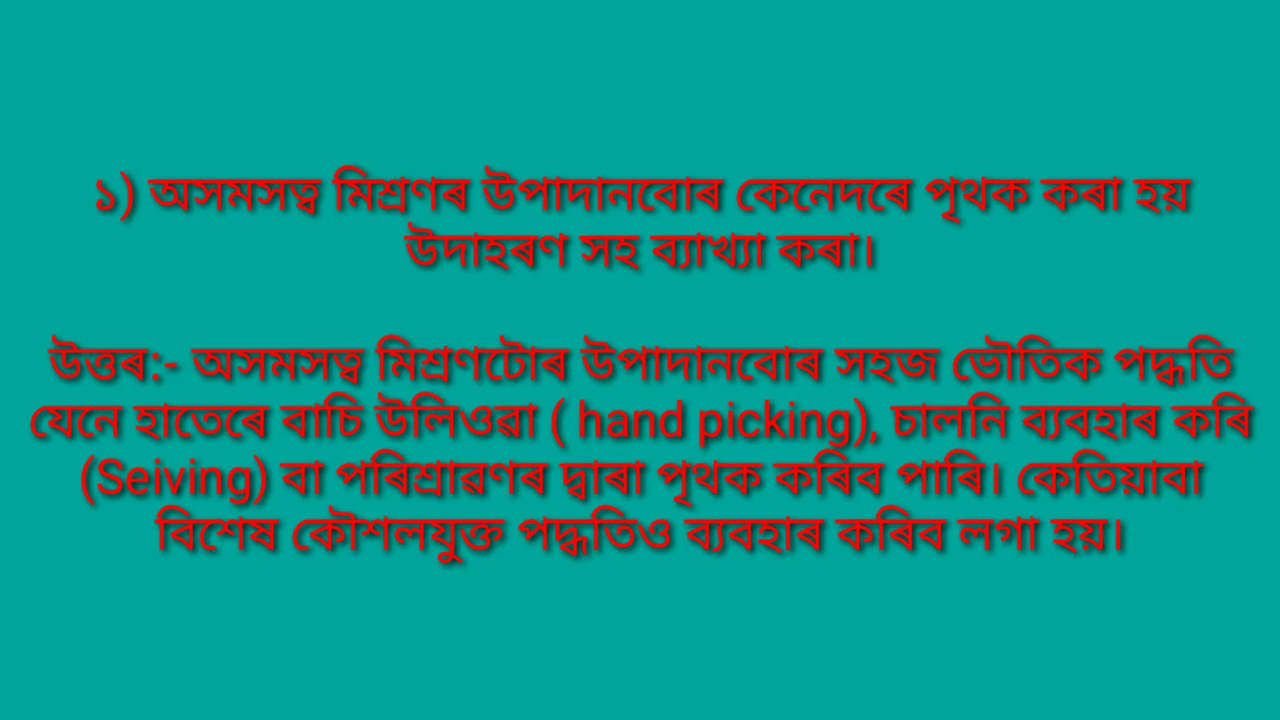 ১) অসমসত্ব মিশ্ৰণৰ উপাদানবোৰ কেনেদৰে পৃথক কৰা হয়
উদাহৰণ সহ ব্যাখ্যা কৰা।
উত্তৰ:- অসমসত্ব মিশ্ৰণটোৰ উপাদানবোৰ সহজ ভৌতিক পদ্ধতি
যেনে হাতেৰে বাচি উলিওৱা ( hand picking), চালনি ব্যবহাৰ কৰি
(Seiving) বা পৰিশ্ৰাৱণৰ দ্বাৰা পৃথক কৰিব পাৰি। কেতিয়াবা
বিশেষ কৌশলযুক্ত পদ্ধতিও ব্যবহাৰ কৰিব লগা হয়।